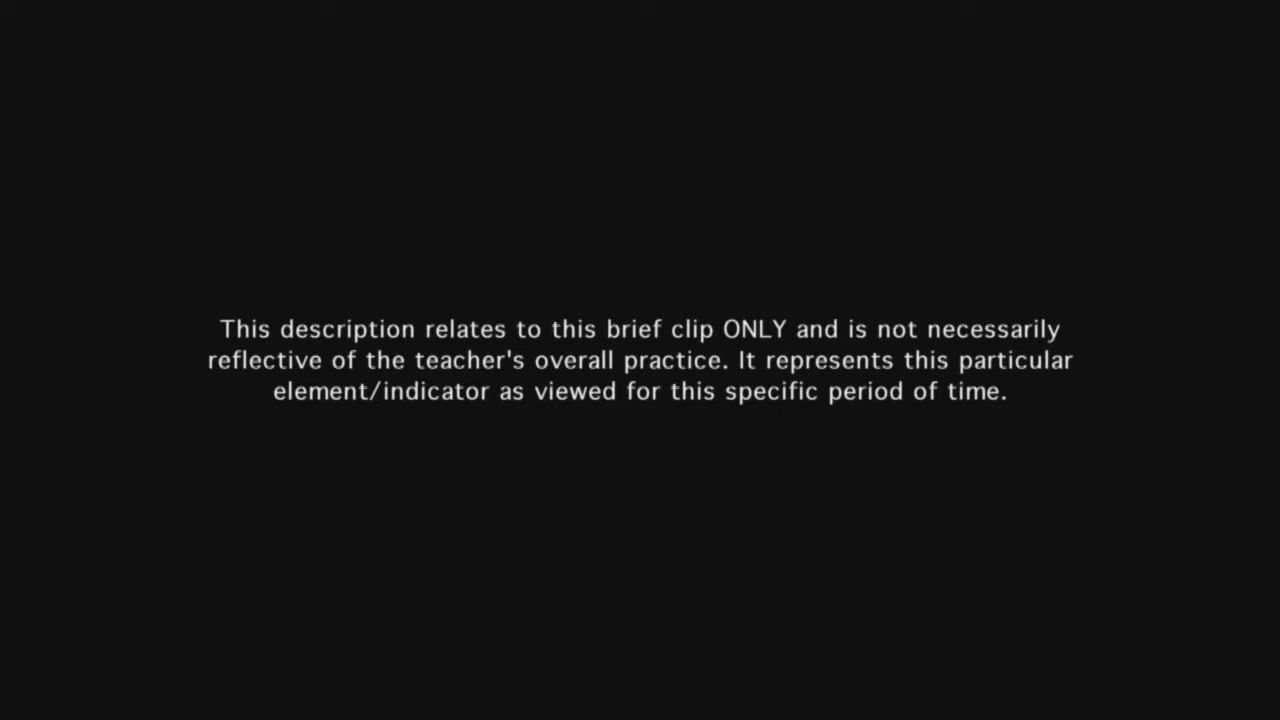 This description relates to this brief clip ONLY and is not necessarily
reflective of the teacher's overall practice. It represents this particular
element/indicator as viewed for this specific period of time.